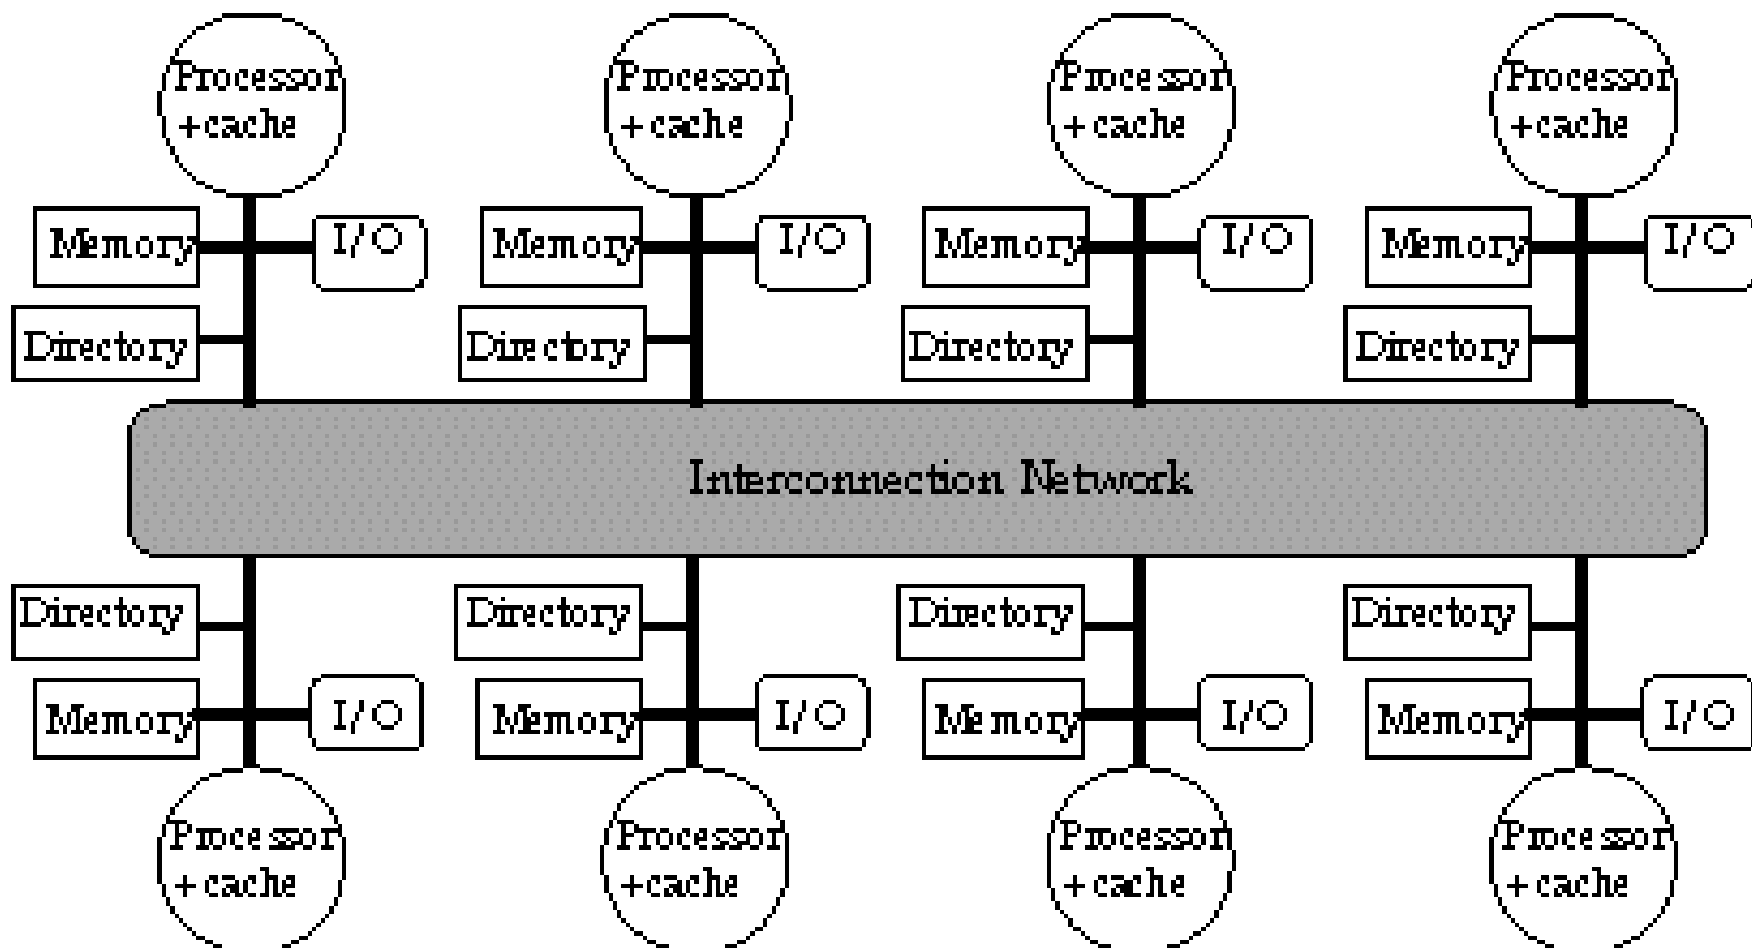 Processor
+cache
Processor
+cache
Processor
+cache
Processor
+cache
Memory
I/O
Memory
I/O
Memory
I/O
Memory
I/O
Directory
Directory
Directory
Directory
Interconnection Network
Directory
Directory
Directory
Directory
Memory
I/O
Memory
I/O
Memory
I/O
Memory
I/O
Processor
+cache
Processor
+cache
Processor
+cache
Processor
+cache